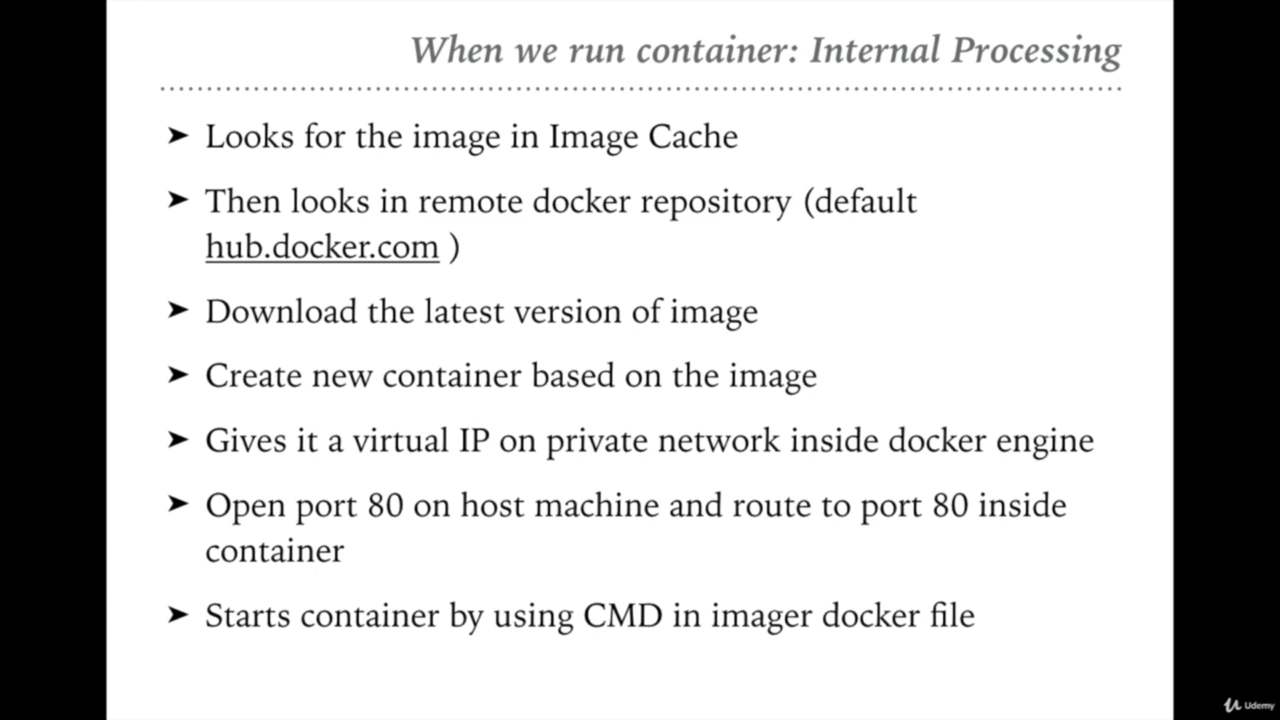 When we run container: Internal Processing
➤ Looks for the image in Image Cache
➤ Then looks in remote docker repository (default
hub.docker.com )
➤ Download the latest version of image
➤ Create new container based on the image
➤ Gives it a virtual IP on private network inside docker engine
➤ Open port 80 on host machine and route to port 80 inside
container
➤ Starts container by using CMD in imager docker file
Udemy